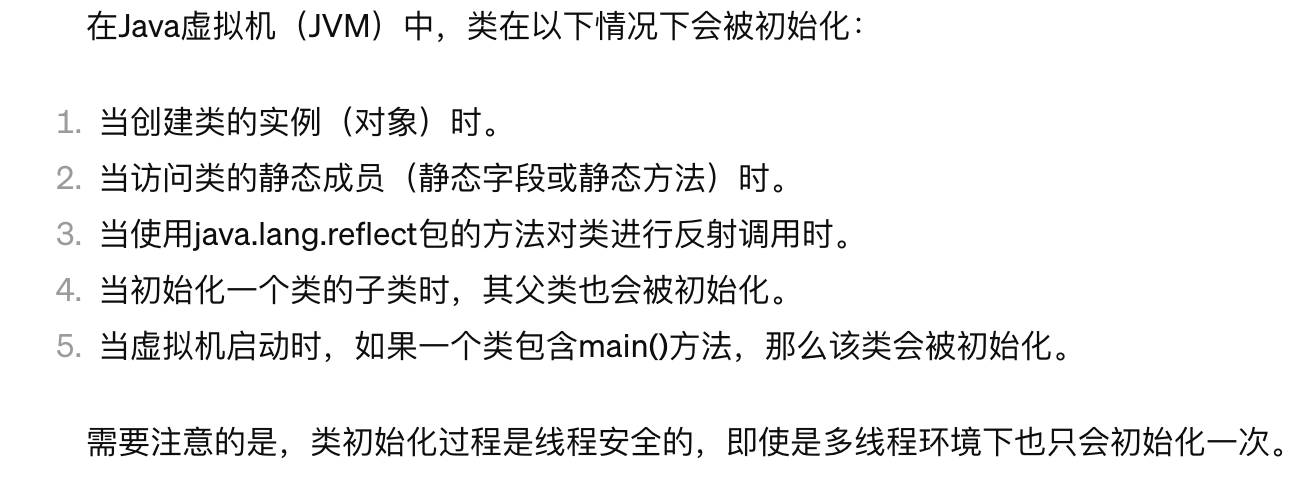 在Java虚拟机（JVM）中，类在以下情况下会被初始化：
1. 当创建类的实例（对象）时。
2. 当访问类的静态成员（静态字段或静态方法）时。
3. 当使用java.lang.reflect包的方法对类进行反射调用时。
4. 当初始化一个类的子类时，其父类也会被初始化。
5. 当虚拟机启动时，如果一个类包含main()方法，那么该类会被初始化。
需要注意的是，类初始化过程是线程安全的，即使是多线程环境下也只会初始化一次。